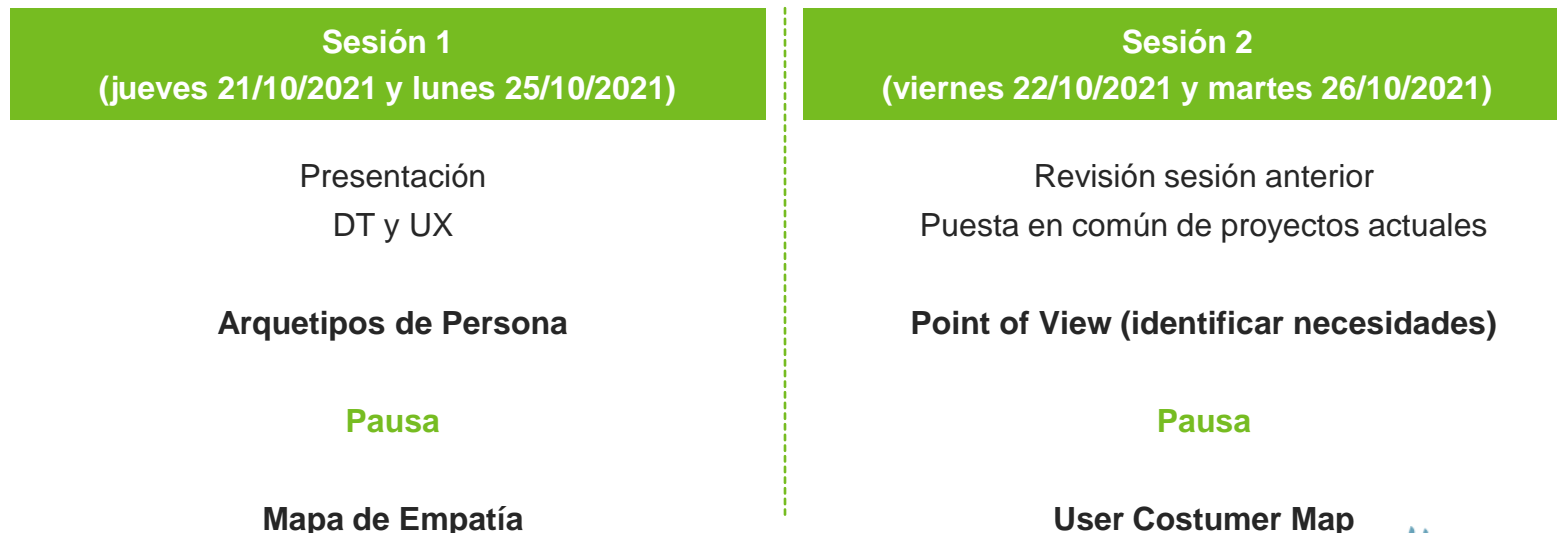 Sesión 1
(jueves 21/10/2021 y lunes 25/10/2021)
Presentación
DT y UX
Arquetipos de Persona
Pausa
Mapa de Empatía
Sesión 2
(viernes 22/10/2021 y martes 26/10/2021)
Revisión sesión anterior
Puesta en común de proyectos actuales
Point of View (identificar necesidades)
Pausa
User Costumer Map